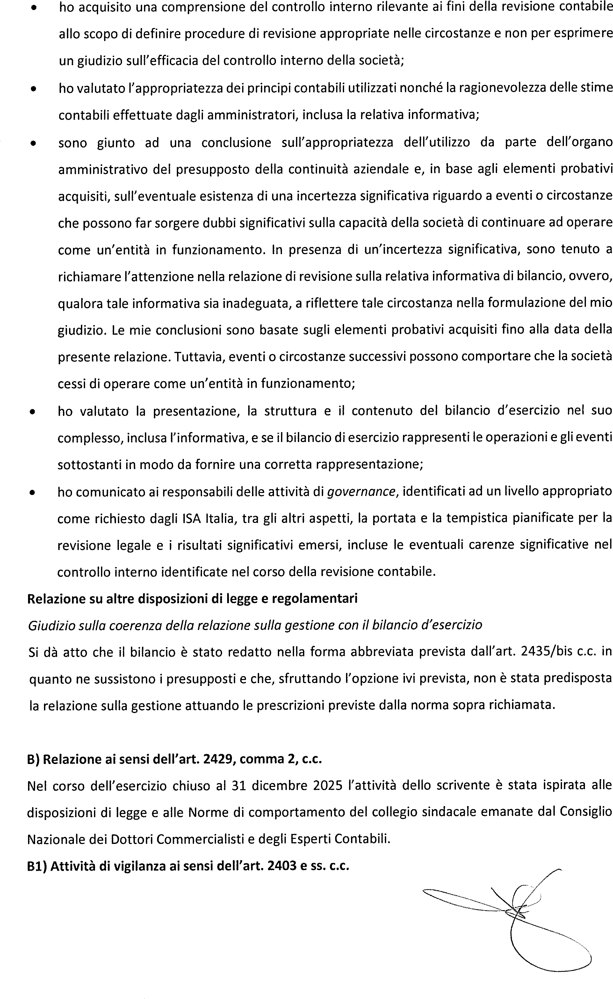 • ho acquisito una comprensione del controllo interno rilevante ai fini della revisione contabile
allo scopo di definire procedure di revisione appropriate nelle circostanze e non per esprimere
un giudizio sull'efficacia del controllo interno della società;
• ho valutato l'appropriatezza dei principi contabili utilizzati nonché la ragionevolezza delle stime
contabili effettuate dagli amministratori, inclusa la relativa informativa;
• sono giunto ad una conclusione sull'appropriatezza dell'utilizzo da parte dell'organo
amministrativo del presupposto della continuità aziendale e, in base agli elementi probativi
acquisiti, sull'eventuale esistenza di una incertezza significativa riguardo a eventi o circostanze
che possono far sorgere dubbi significativi sulla capacità della società di continuare ad operare
come un'entità in funzionamento. In presenza di un'incertezza significativa, sono tenuto a
richiamare l'attenzione nella relazione di revisione sulla relativa informativa di bilancio, ovvero,
qualora tale informativa sia inadeguata, a riflettere tale circostanza nella formulazione del mio
giudizio. Le mie conclusioni sono basate sugli elementi probativi acquisiti fino alla data della
presente relazione. Tuttavia, eventi o circostanze successivi possono comportare che la società
cessi di operare come un'entità in funzionamento;
• ho valutato la presentazione, la struttura e il contenuto del bilancio d'esercizio nel suo
complesso, inclusa l'informativa, e se il bilancio di esercizio rappresenti le operazioni e gli eventi
sottostanti in modo da fornire una corretta rappresentazione;
• ho comunicato ai responsabili delle attività di governance, identificati ad un livello appropriato
come richiesto dagli ISA Italia, tra gli altri aspetti, la portata e la tempistica pianificate per la
revisione legale e i risultati significativi emersi, incluse le eventuali carenze significative nel
controllo interno identificate nel corso della revisione contabile.
Relazione su altre disposizioni di legge e regolamentari
Giudizio sulla coerenza della relazione sulla gestione con il bilancio d'esercizio
Si dà atto che il bilancio è stato redatto nella forma abbreviata prevista dall'art. 2435/bis c.c. in
quanto ne sussistono i presupposti e che, sfruttando l'opzione ivi prevista, non è stata predisposta
la relazione sulla gestione attuando le prescrizioni previste dalla norma sopra richiamata.
B) Relazione ai sensi dell'art. 2429, comma 2, c.c.
Nel corso dell'esercizio chiuso al 31 dicembre 2025 l'attività dello scrivente è stata ispirata alle
disposizioni di legge e alle Norme di comportamento del collegio sindacale emanate dal Consiglio
Nazionale dei Dottori Commercialisti e degli Esperti Contabili.
B1) Attività di vigilanza ai sensi dell'art. 2403 e ss. c.c.